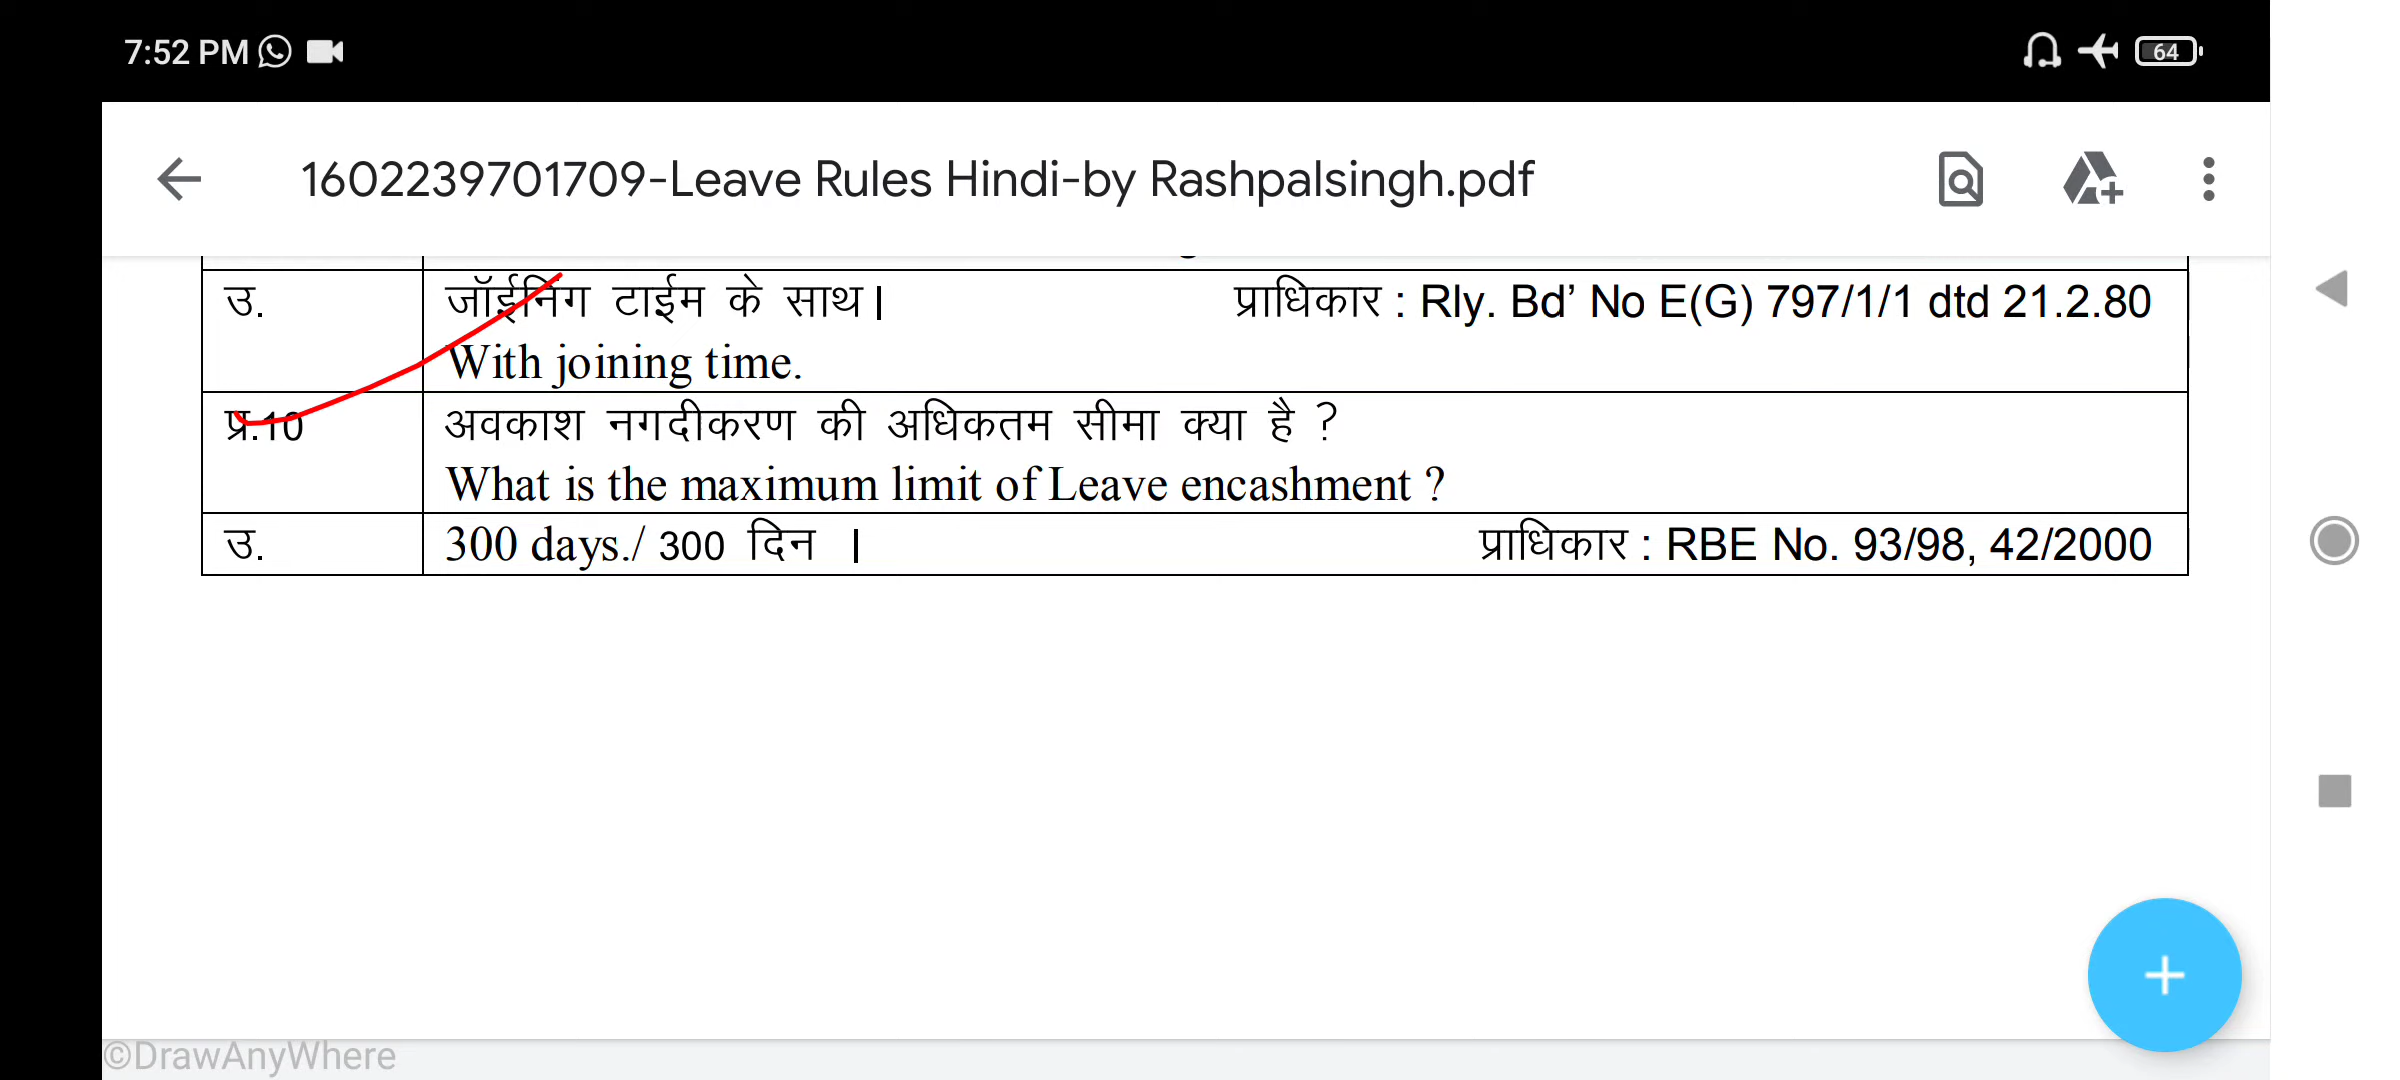 7:52 PM
64
1602239701709-Leave Rules Hindi-by Rashpalsingh.pdf
उ. जॉईनिंग टाईम के साथ। प्राधिकार : Rly. Bd’ No E(G) 797/1/1 dtd 21.2.80
With joining time.
प्र.10 अवकाश नगदीकरण की अधिकतम सीमा क्या है ?
What is the maximum limit of Leave encashment ?
उ. 300 days./ 300 दिन । प्राधिकार : RBE No. 93/98, 42/2000
©DrawAnyWhere